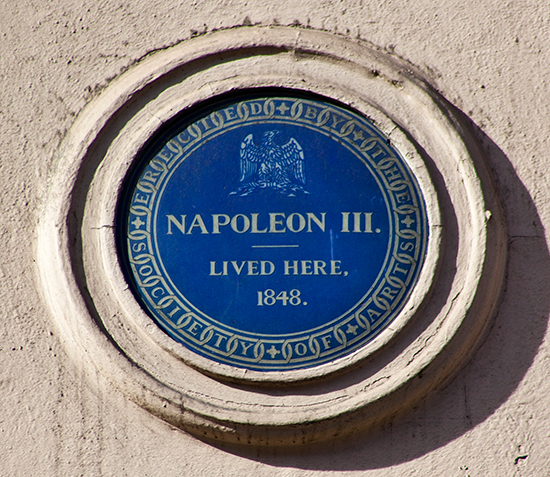 ERECTED BY THE
SOCIETY OF ARTS
NAPOLEON III.
LIVED HERE,
1848.